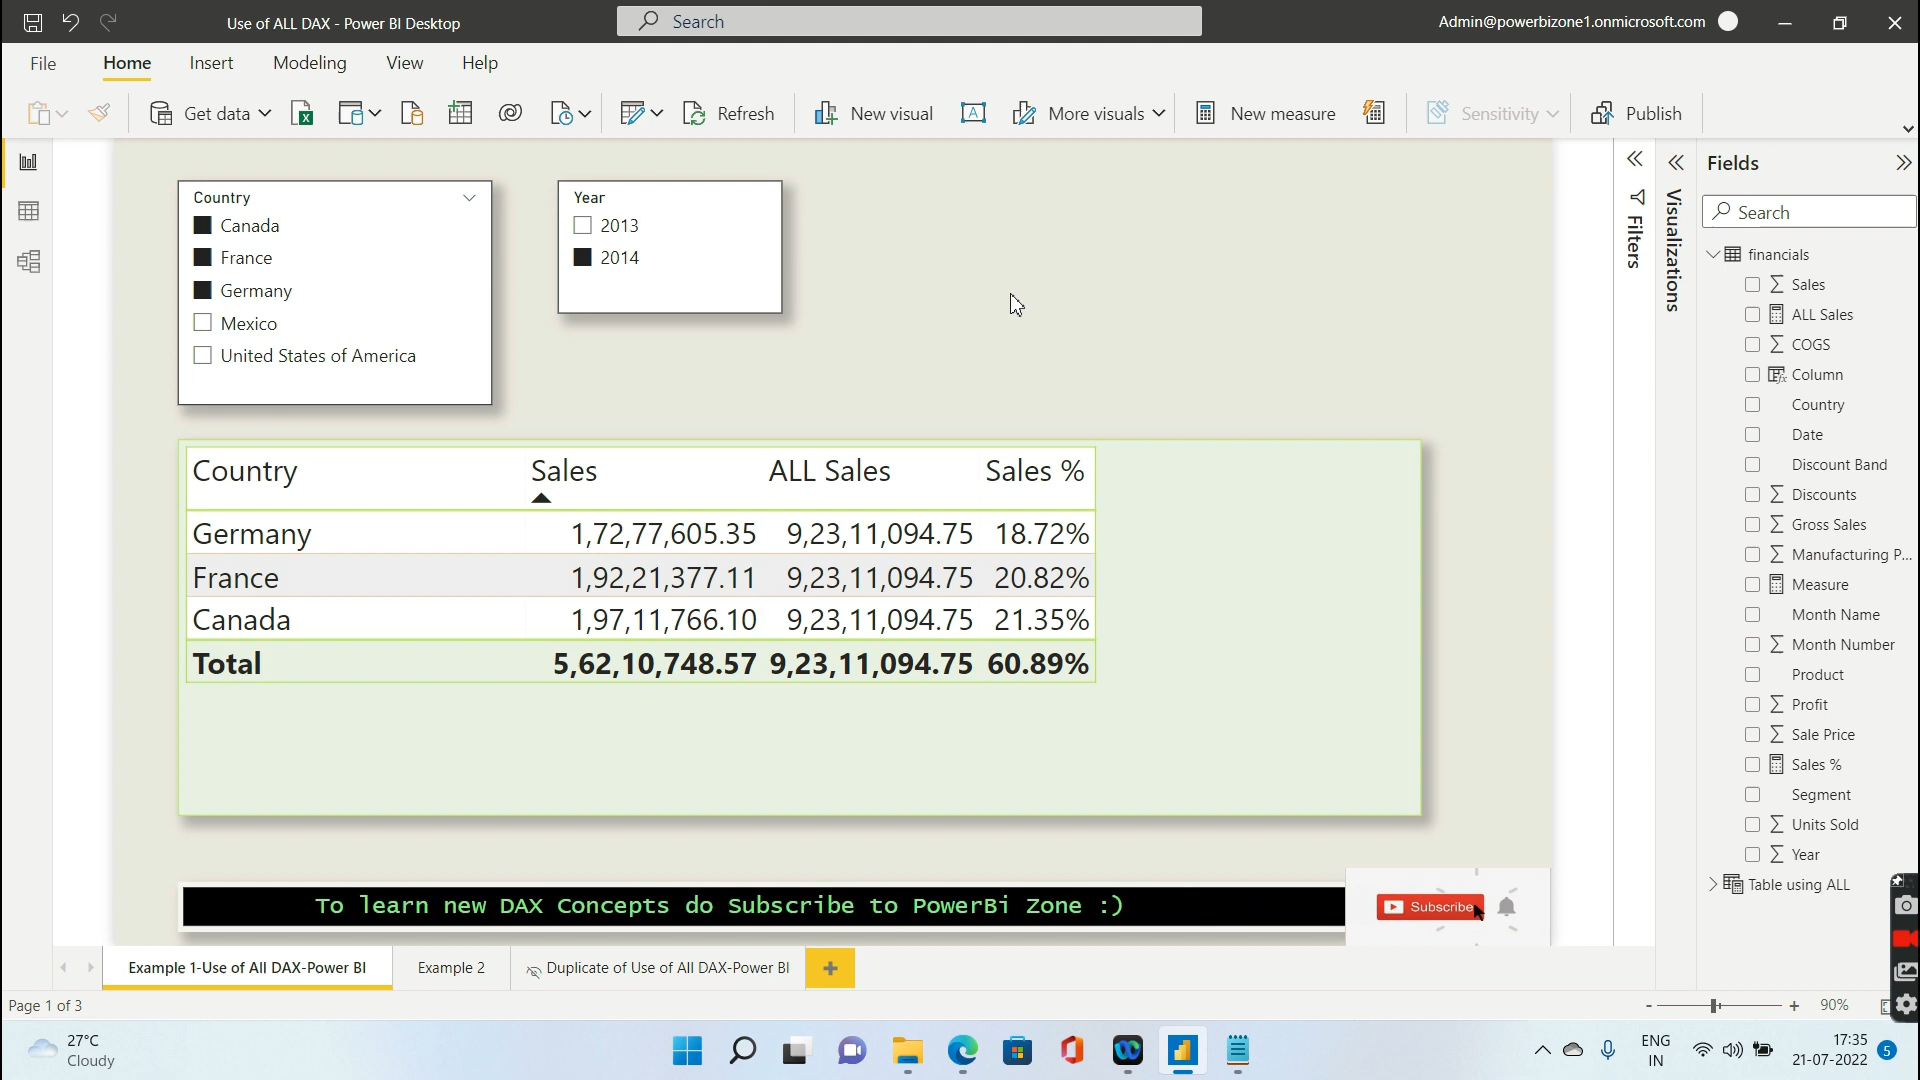 Use of ALL DAX - Power BI Desktop
Search
Admin@powerbizone1.onmicrosoft.com
File
Home
Insert
Modeling
View
Help
Get data
Refresh
New visual
More visuals
New measure
Sensitivity
Publish
Country
Canada
France
Germany
Mexico
United States of America
Year
2013
2014
Country Sales ALL Sales Sales %
Germany 1,72,77,605.35 9,23,11,094.75 18.72%
France 1,92,21,377.11 9,23,11,094.75 20.82%
Canada 1,97,11,766.10 9,23,11,094.75 21.35%
Total 5,62,10,748.57 9,23,11,094.75 60.89%
To learn new DAX Concepts do Subscribe to PowerBi Zone :)
Subscribe
Filters
Visualizations
Fields
Search
financials
Sales
ALL Sales
COGS
Column
Country
Date
Discount Band
Discounts
Gross Sales
Manufacturing P...
Measure
Month Name
Month Number
Product
Profit
Sale Price
Sales %
Segment
Units Sold
Year
Table using ALL
Example 1-Use of All DAX-Power BI
Example 2
Duplicate of Use of All DAX-Power BI
Page 1 of 3
90%
27°C
Cloudy
ENG
IN
17:35
21-07-2022
5